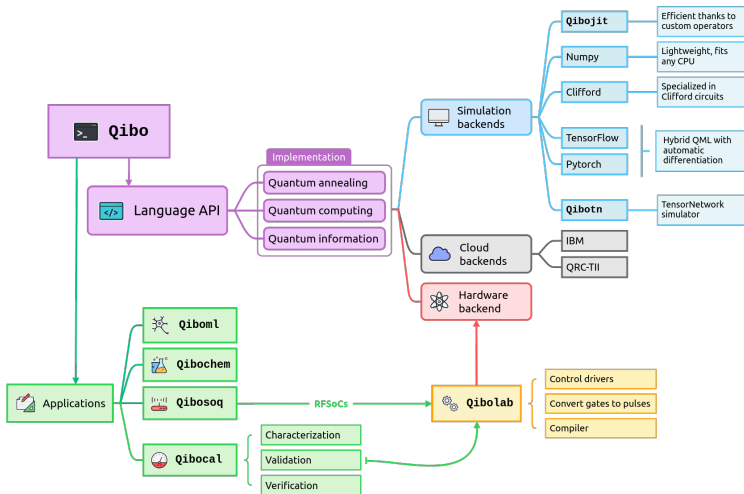 Qibo
Language API
Implementation
Quantum annealing
Quantum computing
Quantum information
Simulation
backends
Qibojit
Efficient thanks to
custom operators
Numpy
Lightweight, fits
any CPU
Clifford
Specialized in
Clifford circuits
TensorFlow
Pytorch
Hybrid QML with
automatic
differentiation
Qibotn
TensorNetwork
simulator
Cloud
backends
IBM
QRC-TII
Hardware
backend
Applications
Qiboml
Qibochem
Qibosoq
RFSoCs
Qibolab
Control drivers
Convert gates to pulses
Compiler
Qibocal
Characterization
Validation
Verification